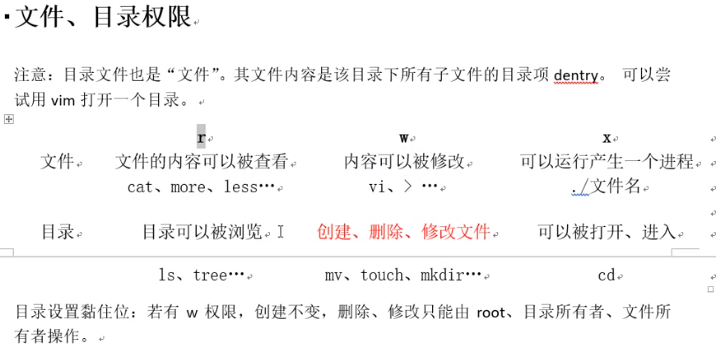 文件、目录权限
注意：目录文件也是“文件”。其文件内容是该目录下所有子文件的目录项 dentry。 可以尝
试用 vim 打开一个目录。
r w x
文件 文件的内容可以被查看 内容可以被修改 可以运行产生一个进程
cat、more、less… vi、> … ./文件名
目录 目录可以被浏览 创建、删除、修改文件 可以被打开、进入
ls、tree… mv、touch、mkdir… cd
目录设置黏住位：若有 w 权限，创建不变，删除、修改只能由 root、目录所有者、文件所
有者操作。